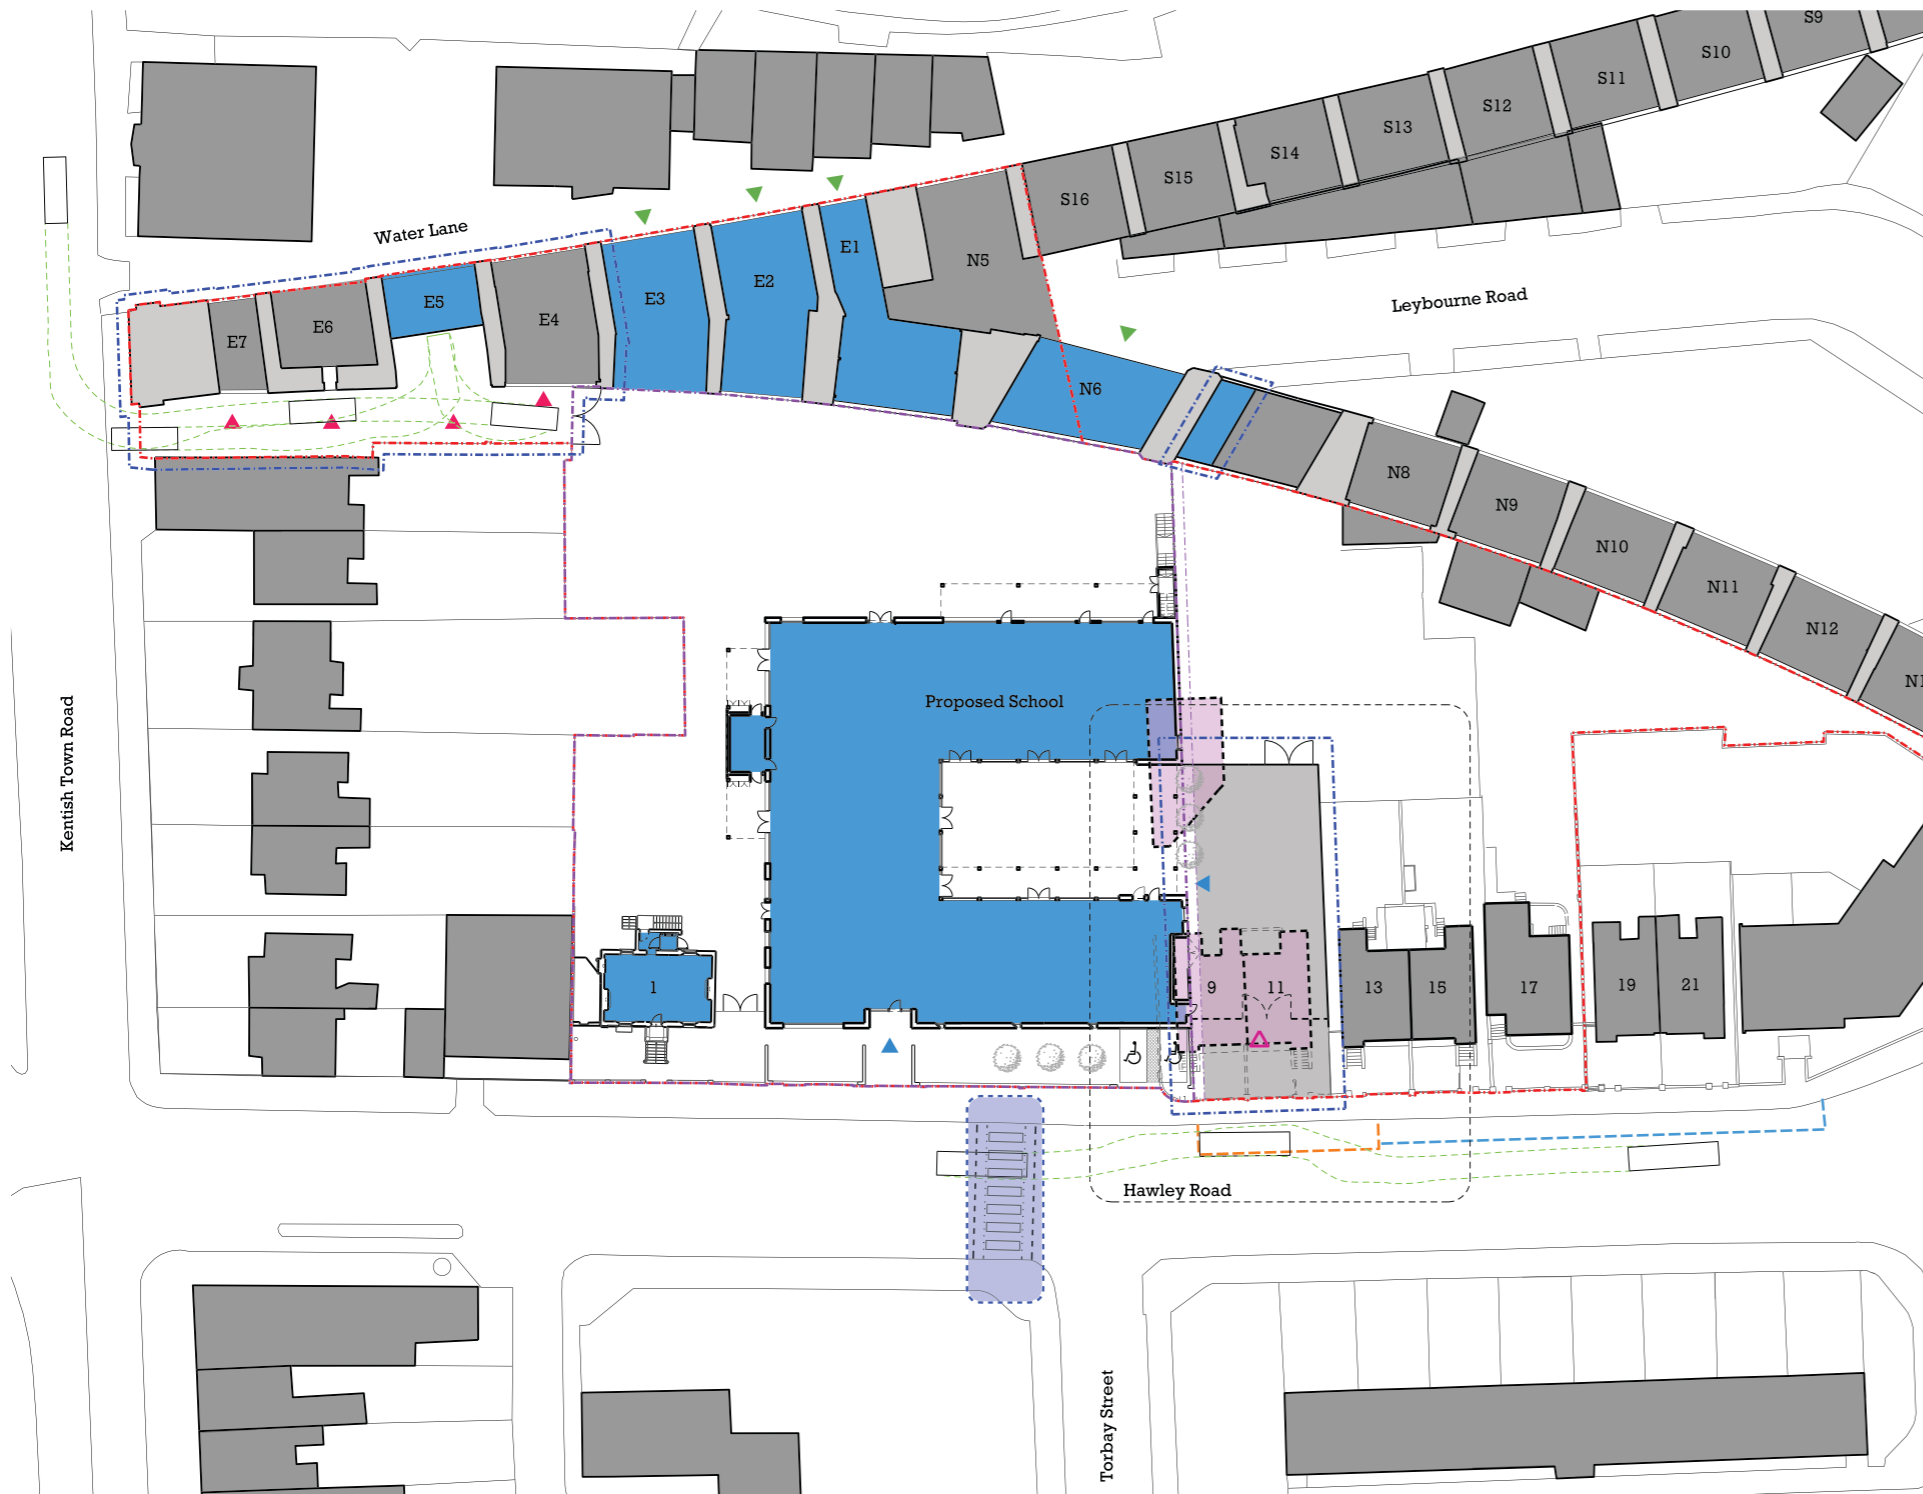 S9
S10
S11
S12
S13
S14
S15
S16
Water Lane
E1
E2
E3
E4
E5
E6
E7
N5
N6
Leybourne Road
N8
N9
N10
N11
N12
Kentish Town Road
Proposed School
1
9
11
13
15
17
19
21
Hawley Road
Torbay Street